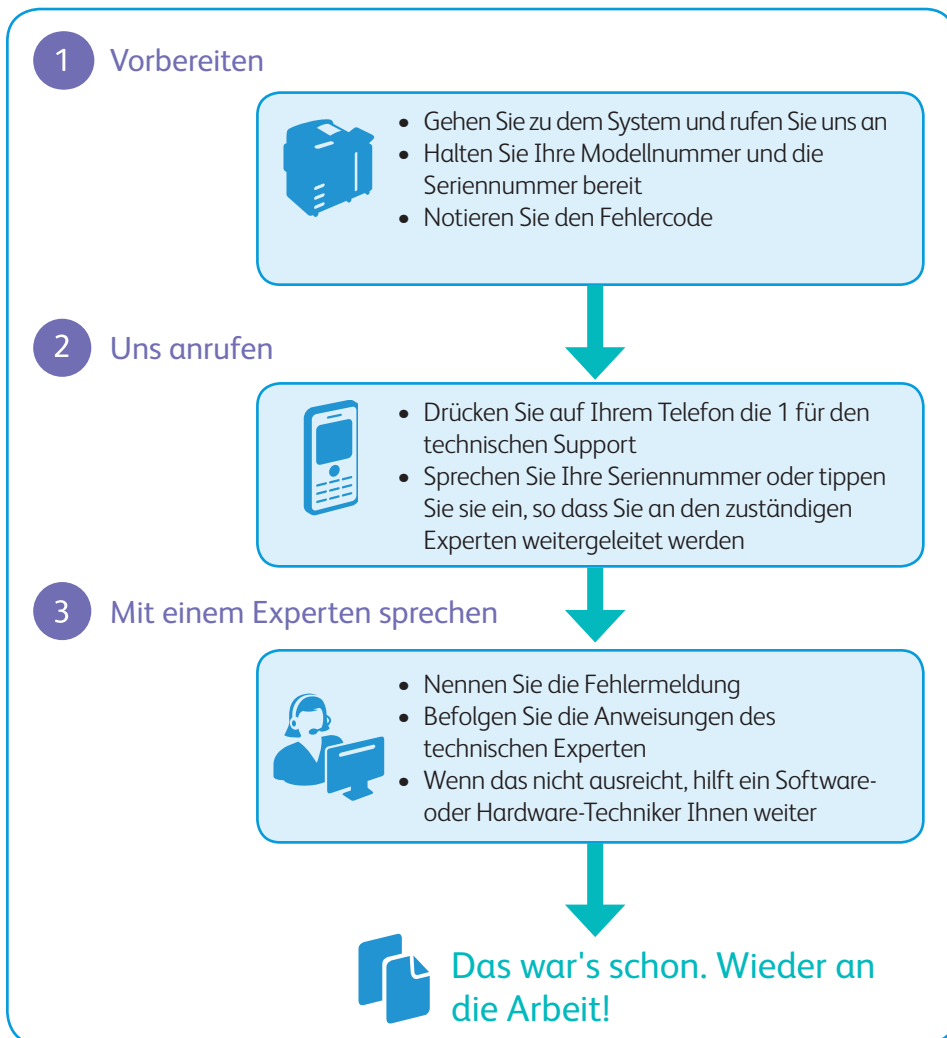 1 Vorbereiten
• Gehen Sie zu dem System und rufen Sie uns an
• Halten Sie Ihre Modellnummer und die
Seriennummer bereit
• Notieren Sie den Fehlercode
2 Uns anrufen
• Drücken Sie auf Ihrem Telefon die 1 für den
technischen Support
• Sprechen Sie Ihre Seriennummer oder tippen
Sie sie ein, so dass Sie an den zuständigen
Experten weitergeleitet werden
3 Mit einem Experten sprechen
• Nennen Sie die Fehlermeldung
• Befolgen Sie die Anweisungen des
technischen Experten
• Wenn das nicht ausreicht, hilft ein Software-
oder Hardware-Techniker Ihnen weiter
Das war's schon. Wieder an
die Arbeit!